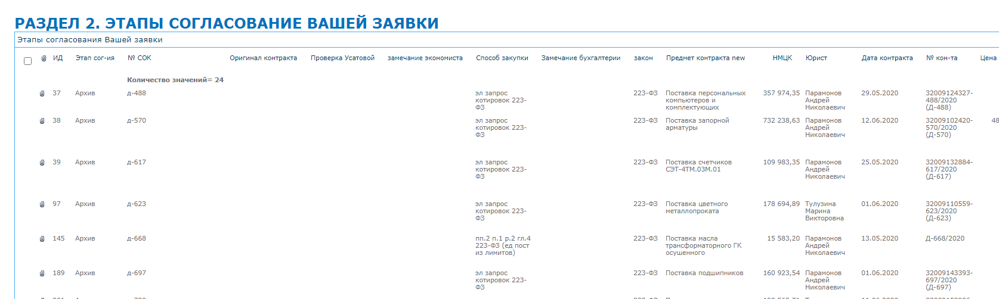 РАЗДЕЛ 2. ЭТАПЫ СОГЛАСОВАНИЕ ВАШЕЙ ЗАЯВКИ
Этапы согласования Вашей заявки
ИД Этап сог-ия № СОК Оригинал контракта Проверка Усатовой замечание экономиста Способ закупки Замечание бухгалтерии закон Предмет контракта new НМЦК Юрист Дата контракта № кон-та Цена
Количество значений= 24
37 Архив д-488 эл запрос 223-ФЗ Поставка персональных 357 974,35 Парамонов 29.05.2020 32009124327-
котировок 223- компьютеров и Андрей 488/2020
ФЗ комплектующих Николаевич (Д-488)
38 Архив д-570 эл запрос 223-ФЗ Поставка запорной 732 238,63 Парамонов 12.06.2020 32009102420- 48
котировок 223- арматуры Андрей 570/2020
ФЗ Николаевич (Д-570)
39 Архив д-617 эл запрос 223-ФЗ Поставка счетчиков 109 983,35 Парамонов 25.05.2020 32009132884-
котировок 223- СЭТ-4ТМ.03М.01 Андрей 617/2020
ФЗ Николаевич (Д-617)
97 Архив д-623 эл запрос 223-ФЗ Поставка цветного 178 694,89 Тулузина 01.06.2020 32009110559-
котировок 223- металлопроката Марина 623/2020
ФЗ Викторовна (Д-623)
145 Архив д-668 пп.2 п.1 р.2 гл.4 223-ФЗ Поставка масла 15 583,20 Парамонов 13.05.2020 Д-668/2020
223-ФЗ (ед пост трансформаторного ГК Андрей
из лимитов) осушенного Николаевич
189 Архив д-697 эл запрос 223-ФЗ Поставка подшипников 160 923,54 Парамонов 01.06.2020 32009143393-
котировок 223- Андрей 697/2020
ФЗ Николаевич (Д-697)